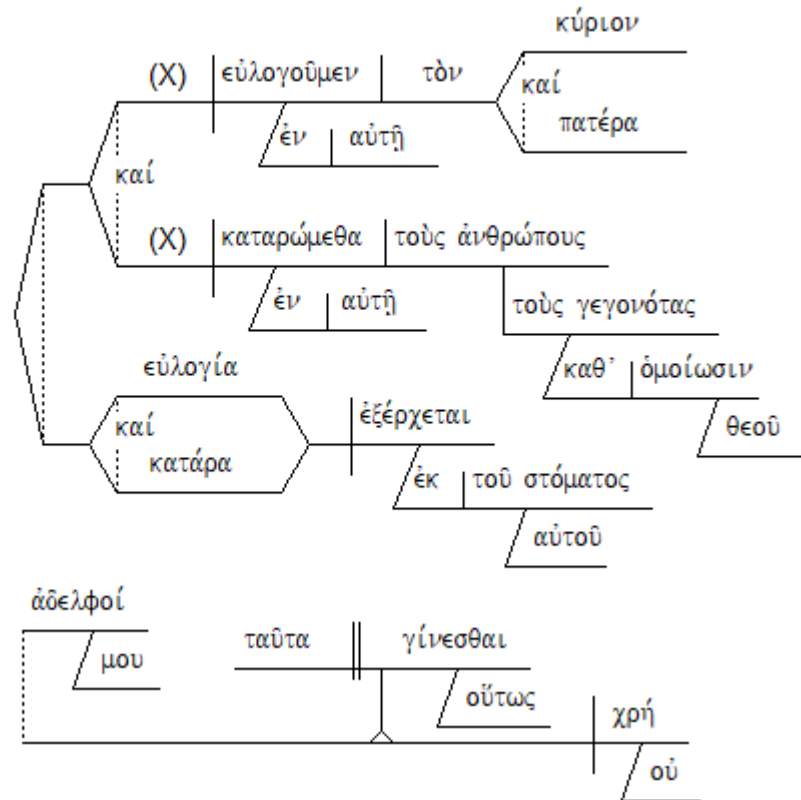 κύριον
(X) εὐλογοῦμεν τὸν
καί
ἐν αὐτῇ πατέρα
καί
(X) καταρώμεθα τοὺς ἀνθρώπους
ἐν αὐτῇ τοὺς γεγονότας
εὐλογία καθ’ ὁμοίωσιν
καί ἐξέρχεται θεοῦ
κατάρα ἐκ τοῦ στόματος
αὐτοῦ
ἀδελφοί
μου ταῦτα γίνεσθαι
οὕτως
χρή
οὐ